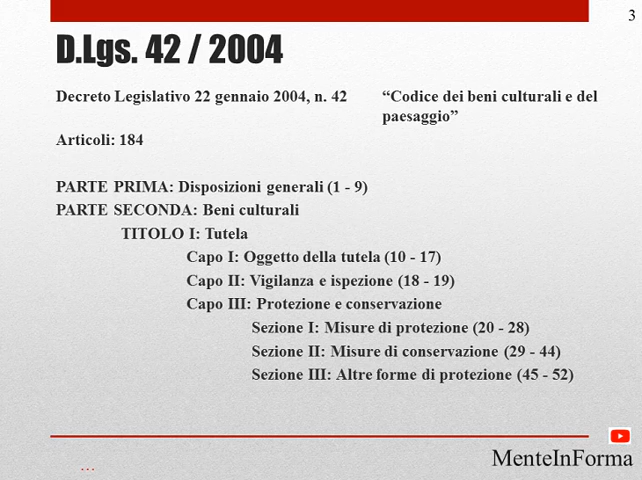 3
D.Lgs. 42 / 2004
Decreto Legislativo 22 gennaio 2004, n. 42 “Codice dei beni culturali e del
paesaggio”
Articoli: 184
PARTE PRIMA: Disposizioni generali (1 - 9)
PARTE SECONDA: Beni culturali
TITOLO I: Tutela
Capo I: Oggetto della tutela (10 - 17)
Capo II: Vigilanza e ispezione (18 - 19)
Capo III: Protezione e conservazione
Sezione I: Misure di protezione (20 - 28)
Sezione II: Misure di conservazione (29 - 44)
Sezione III: Altre forme di protezione (45 - 52)
MenteInForma
...